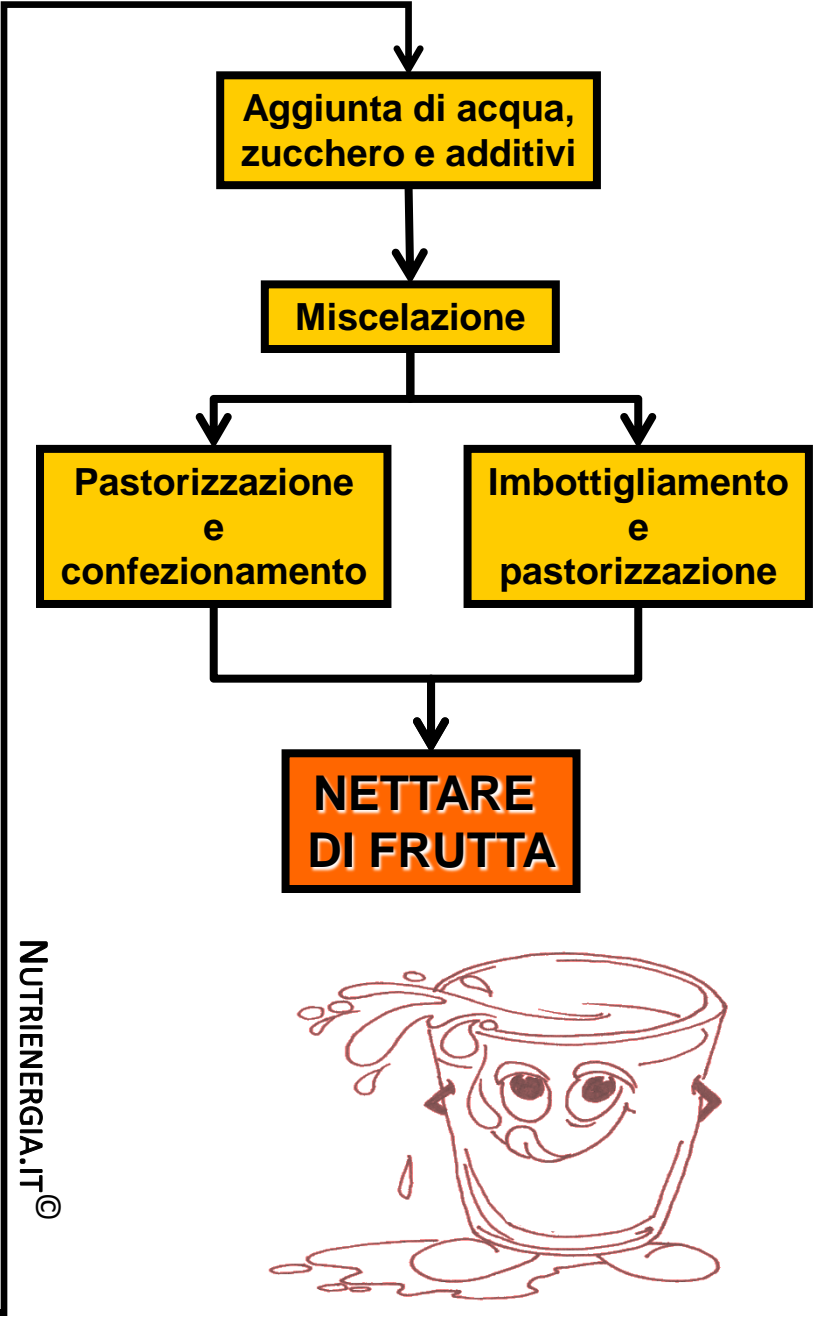 Aggiunta di acqua,
zucchero e additivi
Miscelazione
Pastorizzazione
e
confezionamento
Imbottigliamento
e
pastorizzazione
NETTARE
DI FRUTTA
NUTRIENERGIA.IT©